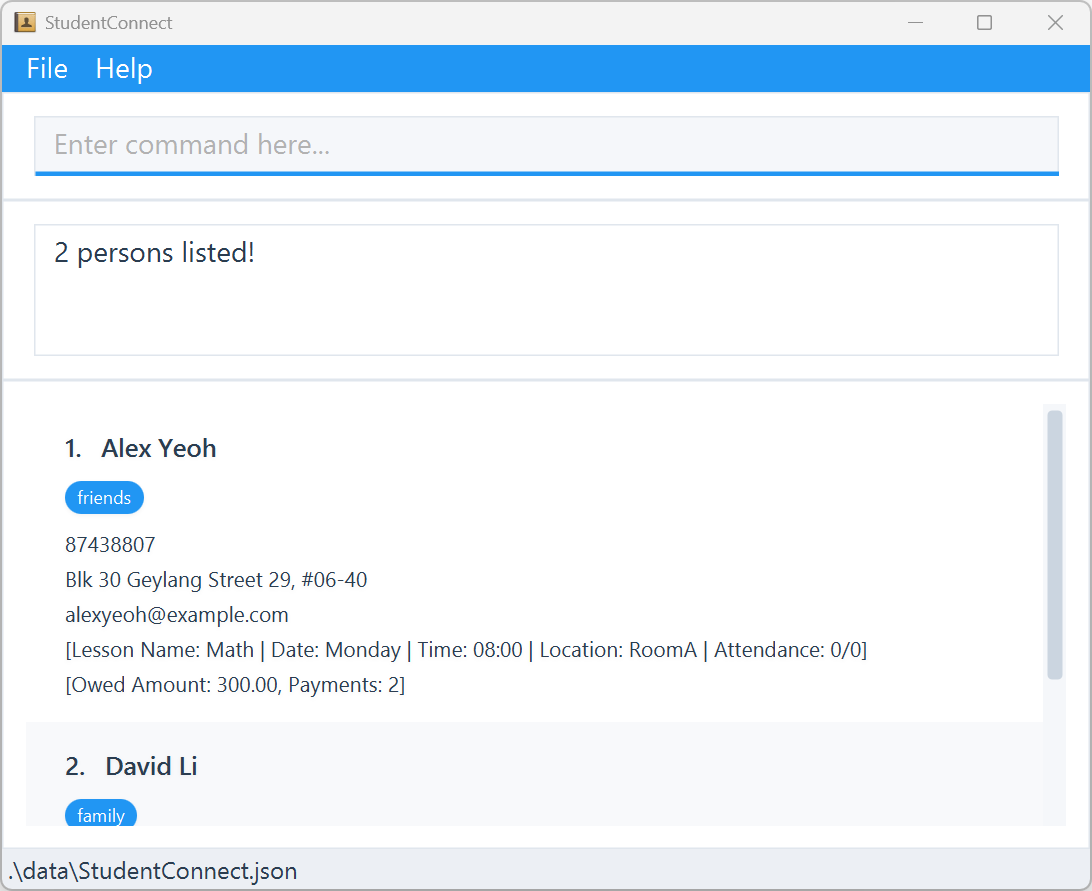 StudentConnect
File Help
Enter command here...
2 persons listed!
1. Alex Yeoh
friends
87438807
Blk 30 Geylang Street 29, #06-40
alexyeoh@example.com
[Lesson Name: Math | Date: Monday | Time: 08:00 | Location: RoomA | Attendance: 0/0]
[Owed Amount: 300.00, Payments: 2]
2. David Li
family
.\data\StudentConnect.json